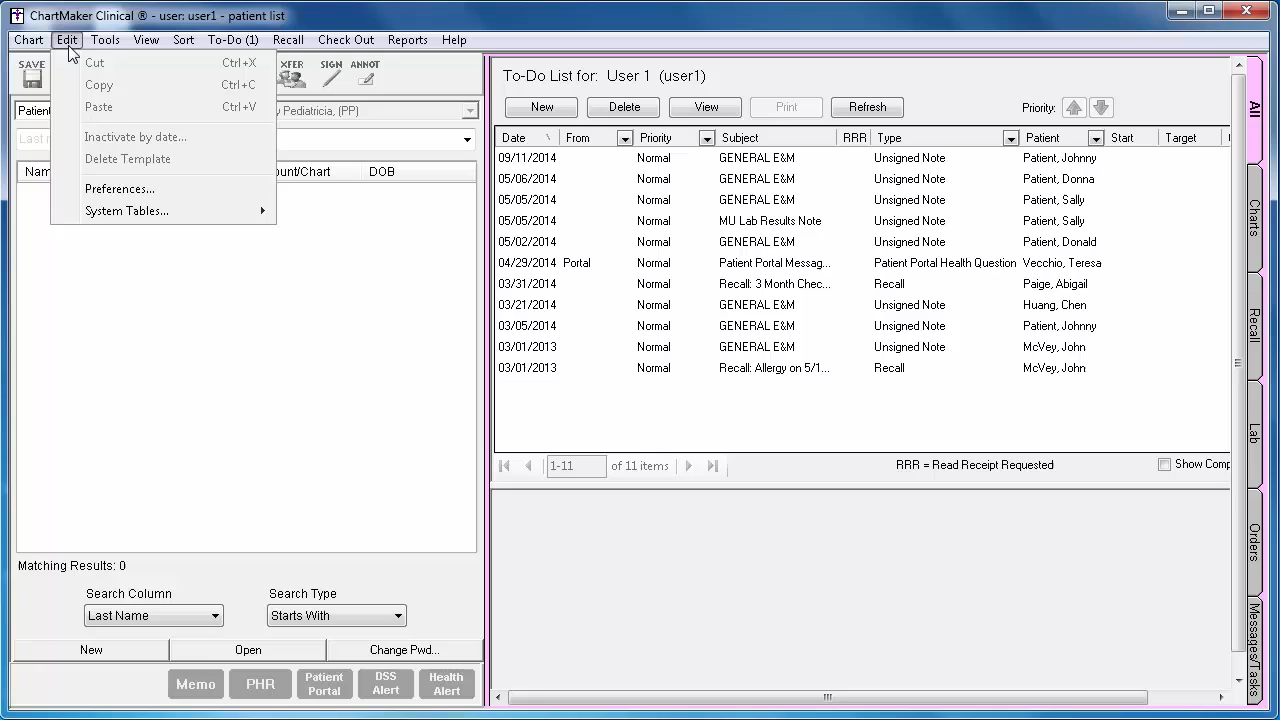 ChartMaker Clinical ® - user: user1 - patient list
Chart Edit Tools View Sort To-Do (1) Recall Check Out Reports Help
SAVE XFER SIGN ANNOT
Cut Ctrl+X
Copy Ctrl+C
Paste Ctrl+V
Inactivate by date...
Delete Template
Preferences...
System Tables...
Pediatricia, (PP)
DOB
Matching Results: 0
Search Column Search Type
Last Name Starts With
New Open Change Pwd...
Memo PHR Patient Portal DSS Alert Health Alert
To-Do List for: User 1 (user1)
New Delete View Print Refresh Priority:
Date From Priority Subject RRR Type Patient Start Target
09/11/2014 Normal GENERAL E&M Unsigned Note Patient, Johnny
05/06/2014 Normal GENERAL E&M Unsigned Note Patient, Donna
05/05/2014 Normal GENERAL E&M Unsigned Note Patient, Sally
05/05/2014 Normal MU Lab Results Note Unsigned Note Patient, Sally
05/02/2014 Normal GENERAL E&M Unsigned Note Patient, Donald
04/29/2014 Portal Normal Patient Portal Messag... Patient Portal Health Question Vecchio, Teresa
03/31/2014 Normal Recall: 3 Month Chec... Recall Paige, Abigail
03/21/2014 Normal GENERAL E&M Unsigned Note Huang, Chen
03/05/2014 Normal GENERAL E&M Unsigned Note Patient, Johnny
03/01/2013 Normal GENERAL E&M Unsigned Note McVey, John
03/01/2013 Normal Recall: Allergy on 5/1... Recall McVey, John
1-11 of 11 items RRR = Read Receipt Requested Show Comp
All
Charts
Recall
Lab
Orders
Messages/Tasks